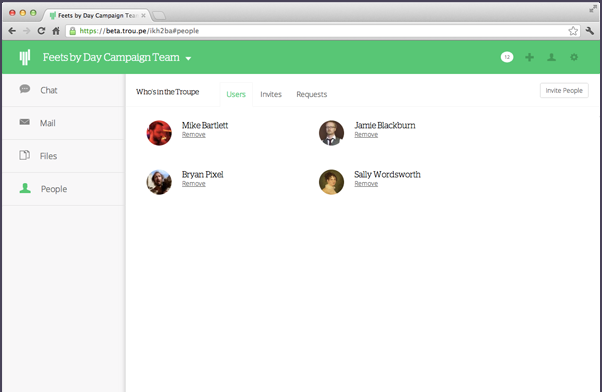 Feets by Day Campaign Team
https://beta.trou.pe/ikh2ba#people
Feets by Day Campaign Team
12
Chat
Mail
Files
People
Who's in the Troupe
Users
Invites
Requests
Invite People
Mike Bartlett
Remove
Jamie Blackburn
Remove
Bryan Pixel
Remove
Sally Wordsworth
Remove